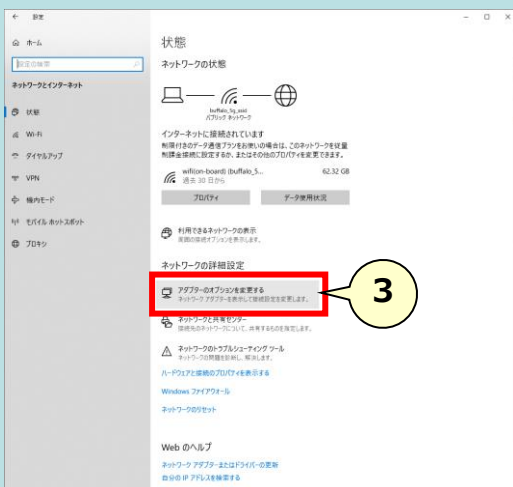 設定
ホーム
設定の検索
ネットワークとインターネット
状態
Wi-Fi
ダイヤルアップ
VPN
機内モード
モバイル ホットスポット
プロキシ
状態
ネットワークの状態
buffalo_5g_ssid
パブリック ネットワーク
インターネットに接続されています
制限付きのデータ通信プランをお使いの場合は、このネットワークを従量
制課金接続に設定するか、またはその他のプロパティを変更できます。
wifi(on-board) (buffalo_5...
62.32 GB
過去 30 日から
プロパティ
データ使用状況
利用できるネットワークの表示
周囲の接続オプションを表示します。
ネットワークの詳細設定
アダプターのオプションを変更する
ネットワーク アダプターを表示して接続設定を変更します。
3
ネットワークと共有センター
接続先のネットワークについて、共有するものを指定します。
ネットワークのトラブルシューティング ツール
ネットワークの問題を診断し、解決します。
ハードウェアと接続のプロパティを表示する
Windows ファイアウォール
ネットワークのリセット
Web のヘルプ
ネットワーク アダプターまたはドライバーの更新
自分の IP アドレスを検索する